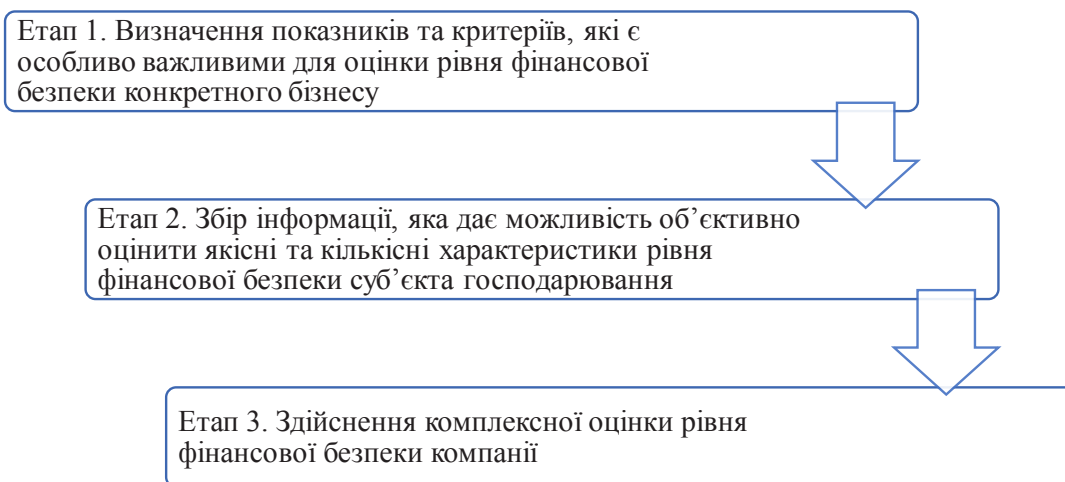 Етап 1. Визначення показників та критеріїв, які є
особливо важливими для оцінки рівня фінансової
безпеки конкретного бізнесу
Етап 2. Збір інформації, яка дає можливість об’єктивно
оцінити якісні та кількісні характеристики рівня
фінансової безпеки суб’єкта господарювання
Етап 3. Здійснення комплексної оцінки рівня
фінансової безпеки компанії